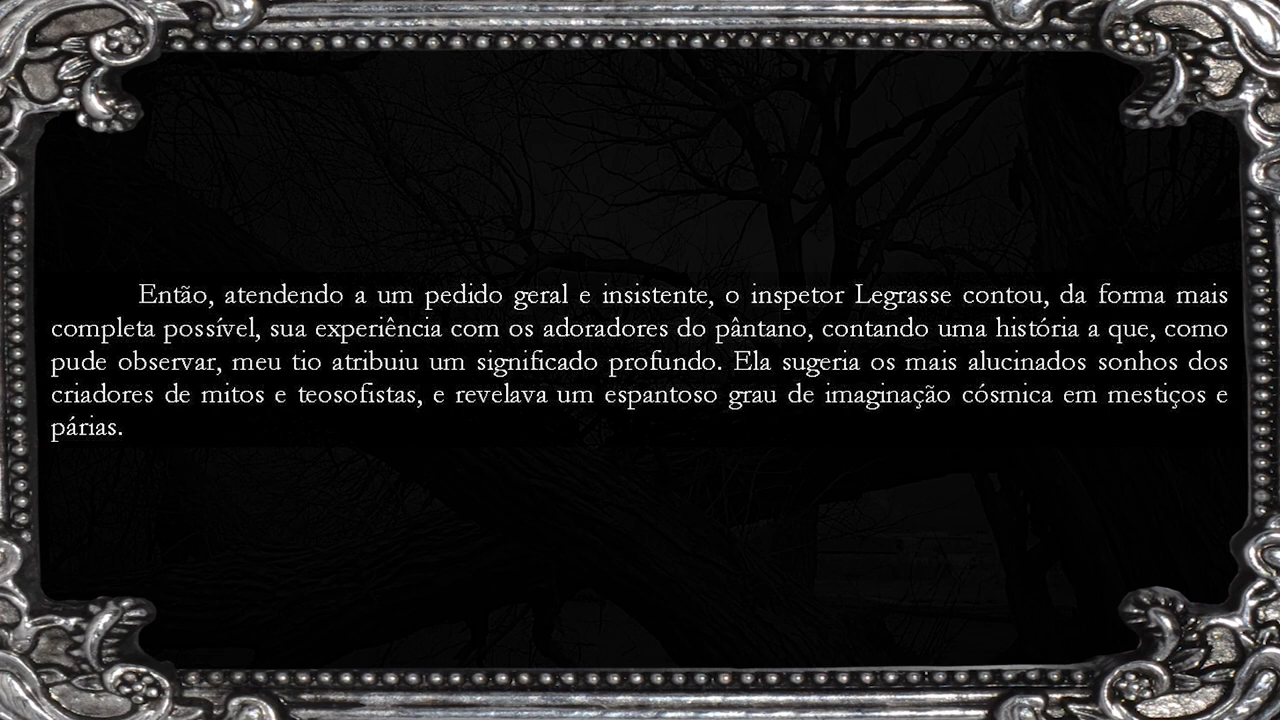 Então, atendendo a um pedido geral e insistente, o inspetor Legrasse contou, da forma mais
completa possível, sua experiência com os adoradores do pântano, contando uma história a que, como
pude observar, meu tio atribuiu um significado profundo. Ela sugeria os mais alucinados sonhos dos
criadores de mitos e teosofistas, e revelava um espantoso grau de imaginação cósmica em mestiços e
párias.